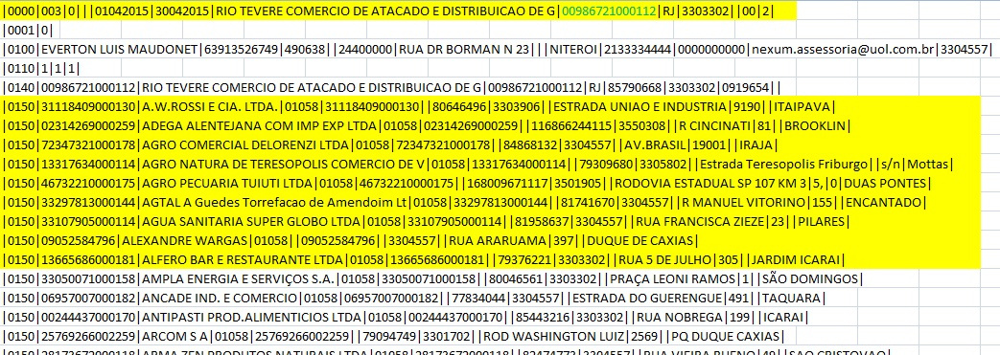 |0000|003|0||||01042015|30042015|RIO TEVERE COMERCIO DE ATACADO E DISTRIBUICAO DE G|00986721000112|RJ|3303302||00|2|
|0001|0|
|0100|EVERTON LUIS MAUDONET|63913526749|490638||24400000|RUA DR BORMAN N 23|||NITEROI|2133334444|0000000000|nexum.assessoria@uol.com.br|3304557|
|0110|1|1|1|
|0140|00986721000112|RIO TEVERE COMERCIO DE ATACADO E DISTRIBUICAO DE G|00986721000112|RJ|85790668|3303302|0919654||
|0150|31118409000130|A.W.ROSSI E CIA. LTDA.|01058|31118409000130||80646496|3303906||ESTRADA UNIAO E INDUSTRIA|9190||ITAIPAVA|
|0150|02314269000259|ADEGA ALENTEJANA COM IMP EXP LTDA|01058|02314269000259||116866244115|3550308||R CINCINATI|81||BROOKLIN|
|0150|72347321000178|AGRO COMERCIAL DELORENZI LTDA|01058|72347321000178||84868132|3304557||AV.BRASIL|19001||IRAJA|
|0150|13317634000114|AGRO NATURA DE TERESOPOLIS COMERCIO DE V|01058|13317634000114||79309680|3305802||Estrada Teresopolis Friburgo||s/n|Mottas|
|0150|46732210000175|AGRO PECUARIA TUIUTI LTDA|01058|46732210000175||168009671117|3501905||RODOVIA ESTADUAL SP 107 KM 3|5,|0|DUAS PONTES|
|0150|33297813000144|AGTAL A Guedes Torrefacao de Amendoim Lt|01058|33297813000144||81741670|3304557||R MANUEL VITORINO|155||ENCANTADO|
|0150|33107905000114|AGUA SANITARIA SUPER GLOBO LTDA|01058|33107905000114||81958637|3304557||RUA FRANCISCA ZIEZE|23||PILARES|
|0150|09052584796|ALEXANDRE WARGAS|01058||09052584796||3304557||RUA ARARUAMA|397||DUQUE DE CAXIAS|
|0150|13665686000181|ALFERO BAR E RESTAURANTE LTDA|01058|13665686000181||79376221|3303302||RUA 5 DE JULHO|305||JARDIM ICARAI|
|0150|33050071000158|AMPLA ENERGIA E SERVIÇOS S.A.|01058|33050071000158||80046561|3303302||PRAÇA LEONI RAMOS|1||SÃO DOMINGOS|
|0150|06957007000182|ANCADE IND. E COMERCIO|01058|06957007000182||77834044|3304557||ESTRADA DO GUERENGUE|491||TAQUARA|
|0150|00244437000170|ANTIPASTI PROD.ALIMENTICIOS LTDA|01058|00244437000170||85443216|3303302||RUA NOBREGA|199||ICARAI|
|0150|25769266002259|ARCOM S A|01058|25769266002259||79094749|3301702||ROD WASHINGTON LUIZ|2569||PQ DUQUE CAXIAS|
|0150|28173672000118|ARMA ZEN PRODUTOS NATURAIS LTDA|01058|28173672000118||82474773|3304557||RUA VIEIRA BUENO|49||SAO CRISTOVAO|